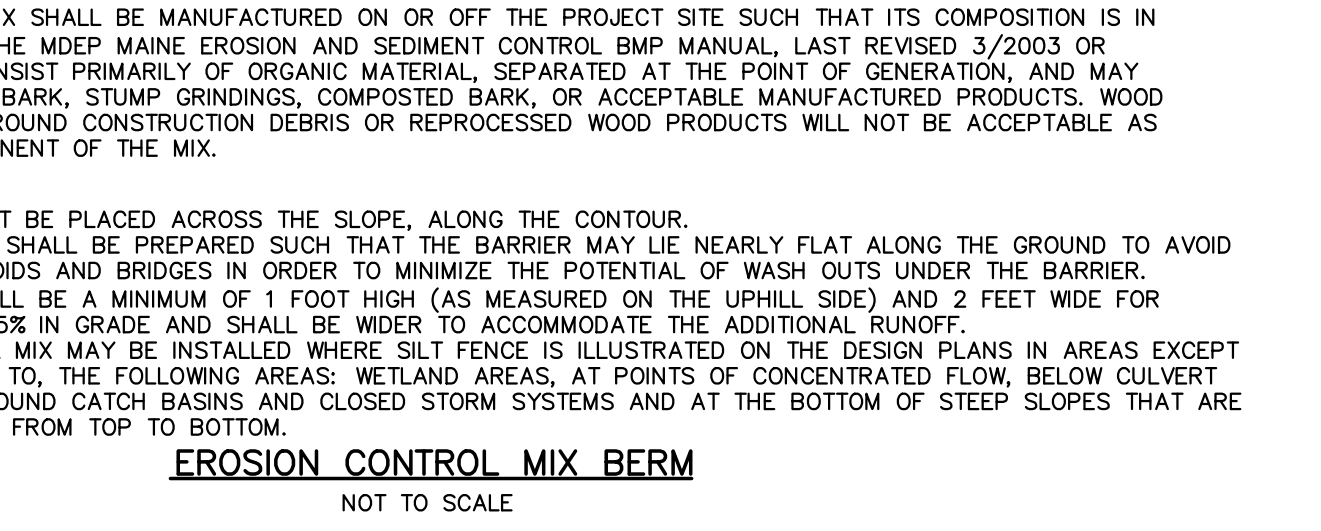 X SHALL BE MANUFACTURED ON OR OFF THE PROJECT SITE SUCH THAT ITS COMPOSITION IS IN
HE MDEP MAINE EROSION AND SEDIMENT CONTROL BMP MANUAL, LAST REVISED 3/2003 OR
NSIST PRIMARILY OF ORGANIC MATERIAL, SEPARATED AT THE POINT OF GENERATION, AND MAY
BARK, STUMP GRINDINGS, COMPOSTED BARK, OR ACCEPTABLE MANUFACTURED PRODUCTS. WOOD
ROUND CONSTRUCTION DEBRIS OR REPROCESSED WOOD PRODUCTS WILL NOT BE ACCEPTABLE AS
NENT OF THE MIX.
T BE PLACED ACROSS THE SLOPE, ALONG THE CONTOUR.
SHALL BE PREPARED SUCH THAT THE BARRIER MAY LIE NEARLY FLAT ALONG THE GROUND TO AVOID
OIDS AND BRIDGES IN ORDER TO MINIMIZE THE POTENTIAL OF WASH OUTS UNDER THE BARRIER.
LL BE A MINIMUM OF 1 FOOT HIGH (AS MEASURED ON THE UPHILL SIDE) AND 2 FEET WIDE FOR
5% IN GRADE AND SHALL BE WIDER TO ACCOMMODATE THE ADDITIONAL RUNOFF.
MIX MAY BE INSTALLED WHERE SILT FENCE IS ILLUSTRATED ON THE DESIGN PLANS IN AREAS EXCEPT
TO, THE FOLLOWING AREAS: WETLAND AREAS, AT POINTS OF CONCENTRATED FLOW, BELOW CULVERT
OUND CATCH BASINS AND CLOSED STORM SYSTEMS AND AT THE BOTTOM OF STEEP SLOPES THAT ARE
FROM TOP TO BOTTOM.
EROSION CONTROL MIX BERM
NOT TO SCALE